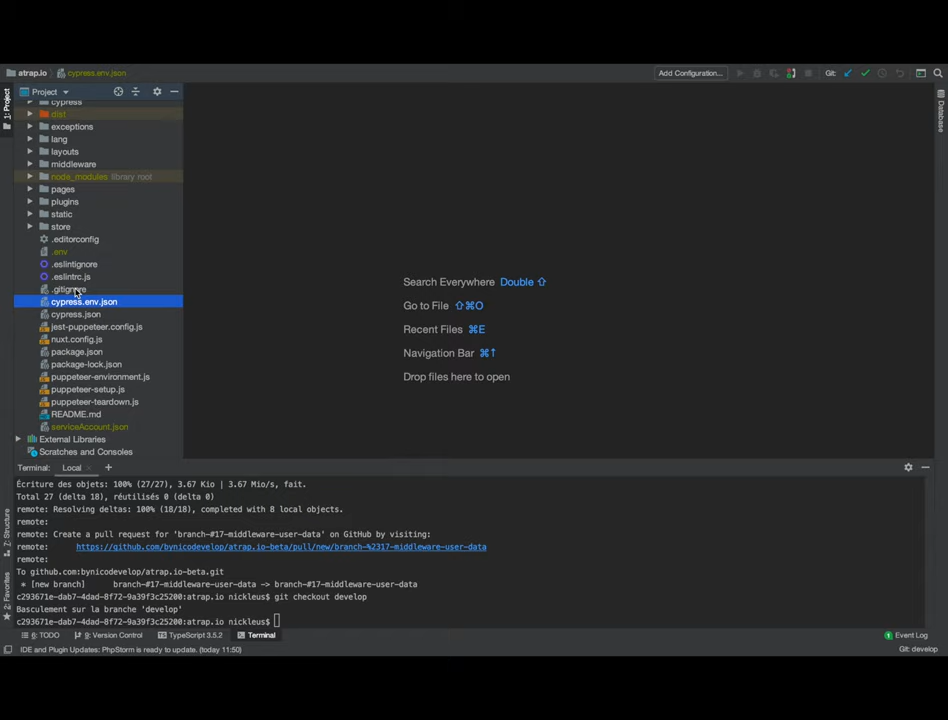 atrap.io cypress.env.json Add Configuration... Git:
1: Project Project Database
cypress
dist
exceptions
lang
layouts
middleware
node_modules library root
pages
plugins
static
store
.editorconfig
.env
.eslintignore
.eslintrc.js
.gitignore
cypress.env.json
cypress.json
jest-puppeteer.config.js
nuxt.config.js
package.json
package-lock.json
puppeteer-environment.js
puppeteer-setup.js
puppeteer-teardown.js
README.md
serviceAccount.json
External Libraries
Scratches and Consoles
Search Everywhere Double ⇧
Go to File ⇧⌘O
Recent Files ⌘E
Navigation Bar ⌘↑
Drop files here to open
Terminal: Local
Écriture des objets: 100% (27/27), 3.67 Kio | 3.67 Mio/s, fait.
Total 27 (delta 18), réutilisés 0 (delta 0)
remote: Resolving deltas: 100% (18/18), completed with 8 local objects.
remote:
remote: Create a pull request for 'branch-#17-middleware-user-data' on GitHub by visiting:
remote: https://github.com/bynicodevelop/atrap.io-beta/pull/new/branch-%2317-middleware-user-data
remote:
To github.com:bynicodevelop/atrap.io-beta.git
* [new branch] branch-#17-middleware-user-data -> branch-#17-middleware-user-data
c293671e-dab7-4dad-8f72-9a39f3c25200:atrap.io nickleus$ git checkout develop
Basculement sur la branche 'develop'
c293671e-dab7-4dad-8f72-9a39f3c25200:atrap.io nickleus$
7: Structure
2: Favorites
6: TODO 9: Version Control TypeScript 3.5.2 Terminal 1 Event Log
IDE and Plugin Updates: PhpStorm is ready to update. (today 11:50) Git: develop